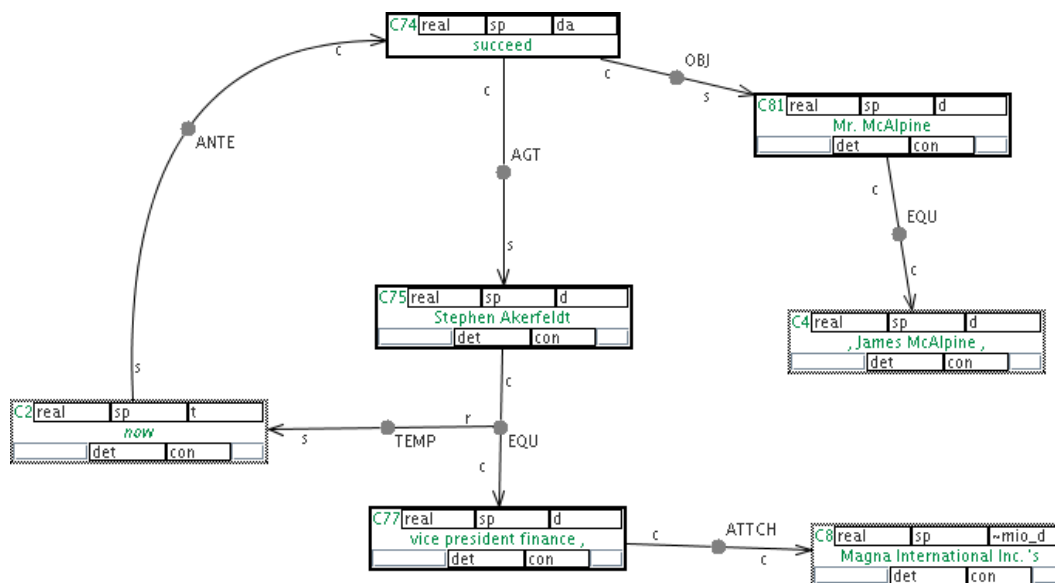 C74 real sp da
succeed
c
c
c
OBJ
s
C81 real sp d
Mr. McAlpine
det con
ANTE
AGT
c
EQU
c
s
C75 real sp d
Stephen Akerfeldt
det con
C4 real sp d
, James McAlpine ,
det con
s
c
C2 real sp t
now
det con
s
TEMP
r
EQU
c
C77 real sp d
vice president finance ,
det con
c
ATTCH
c
C8 real sp ~mio_d
Magna International Inc. 's
det con